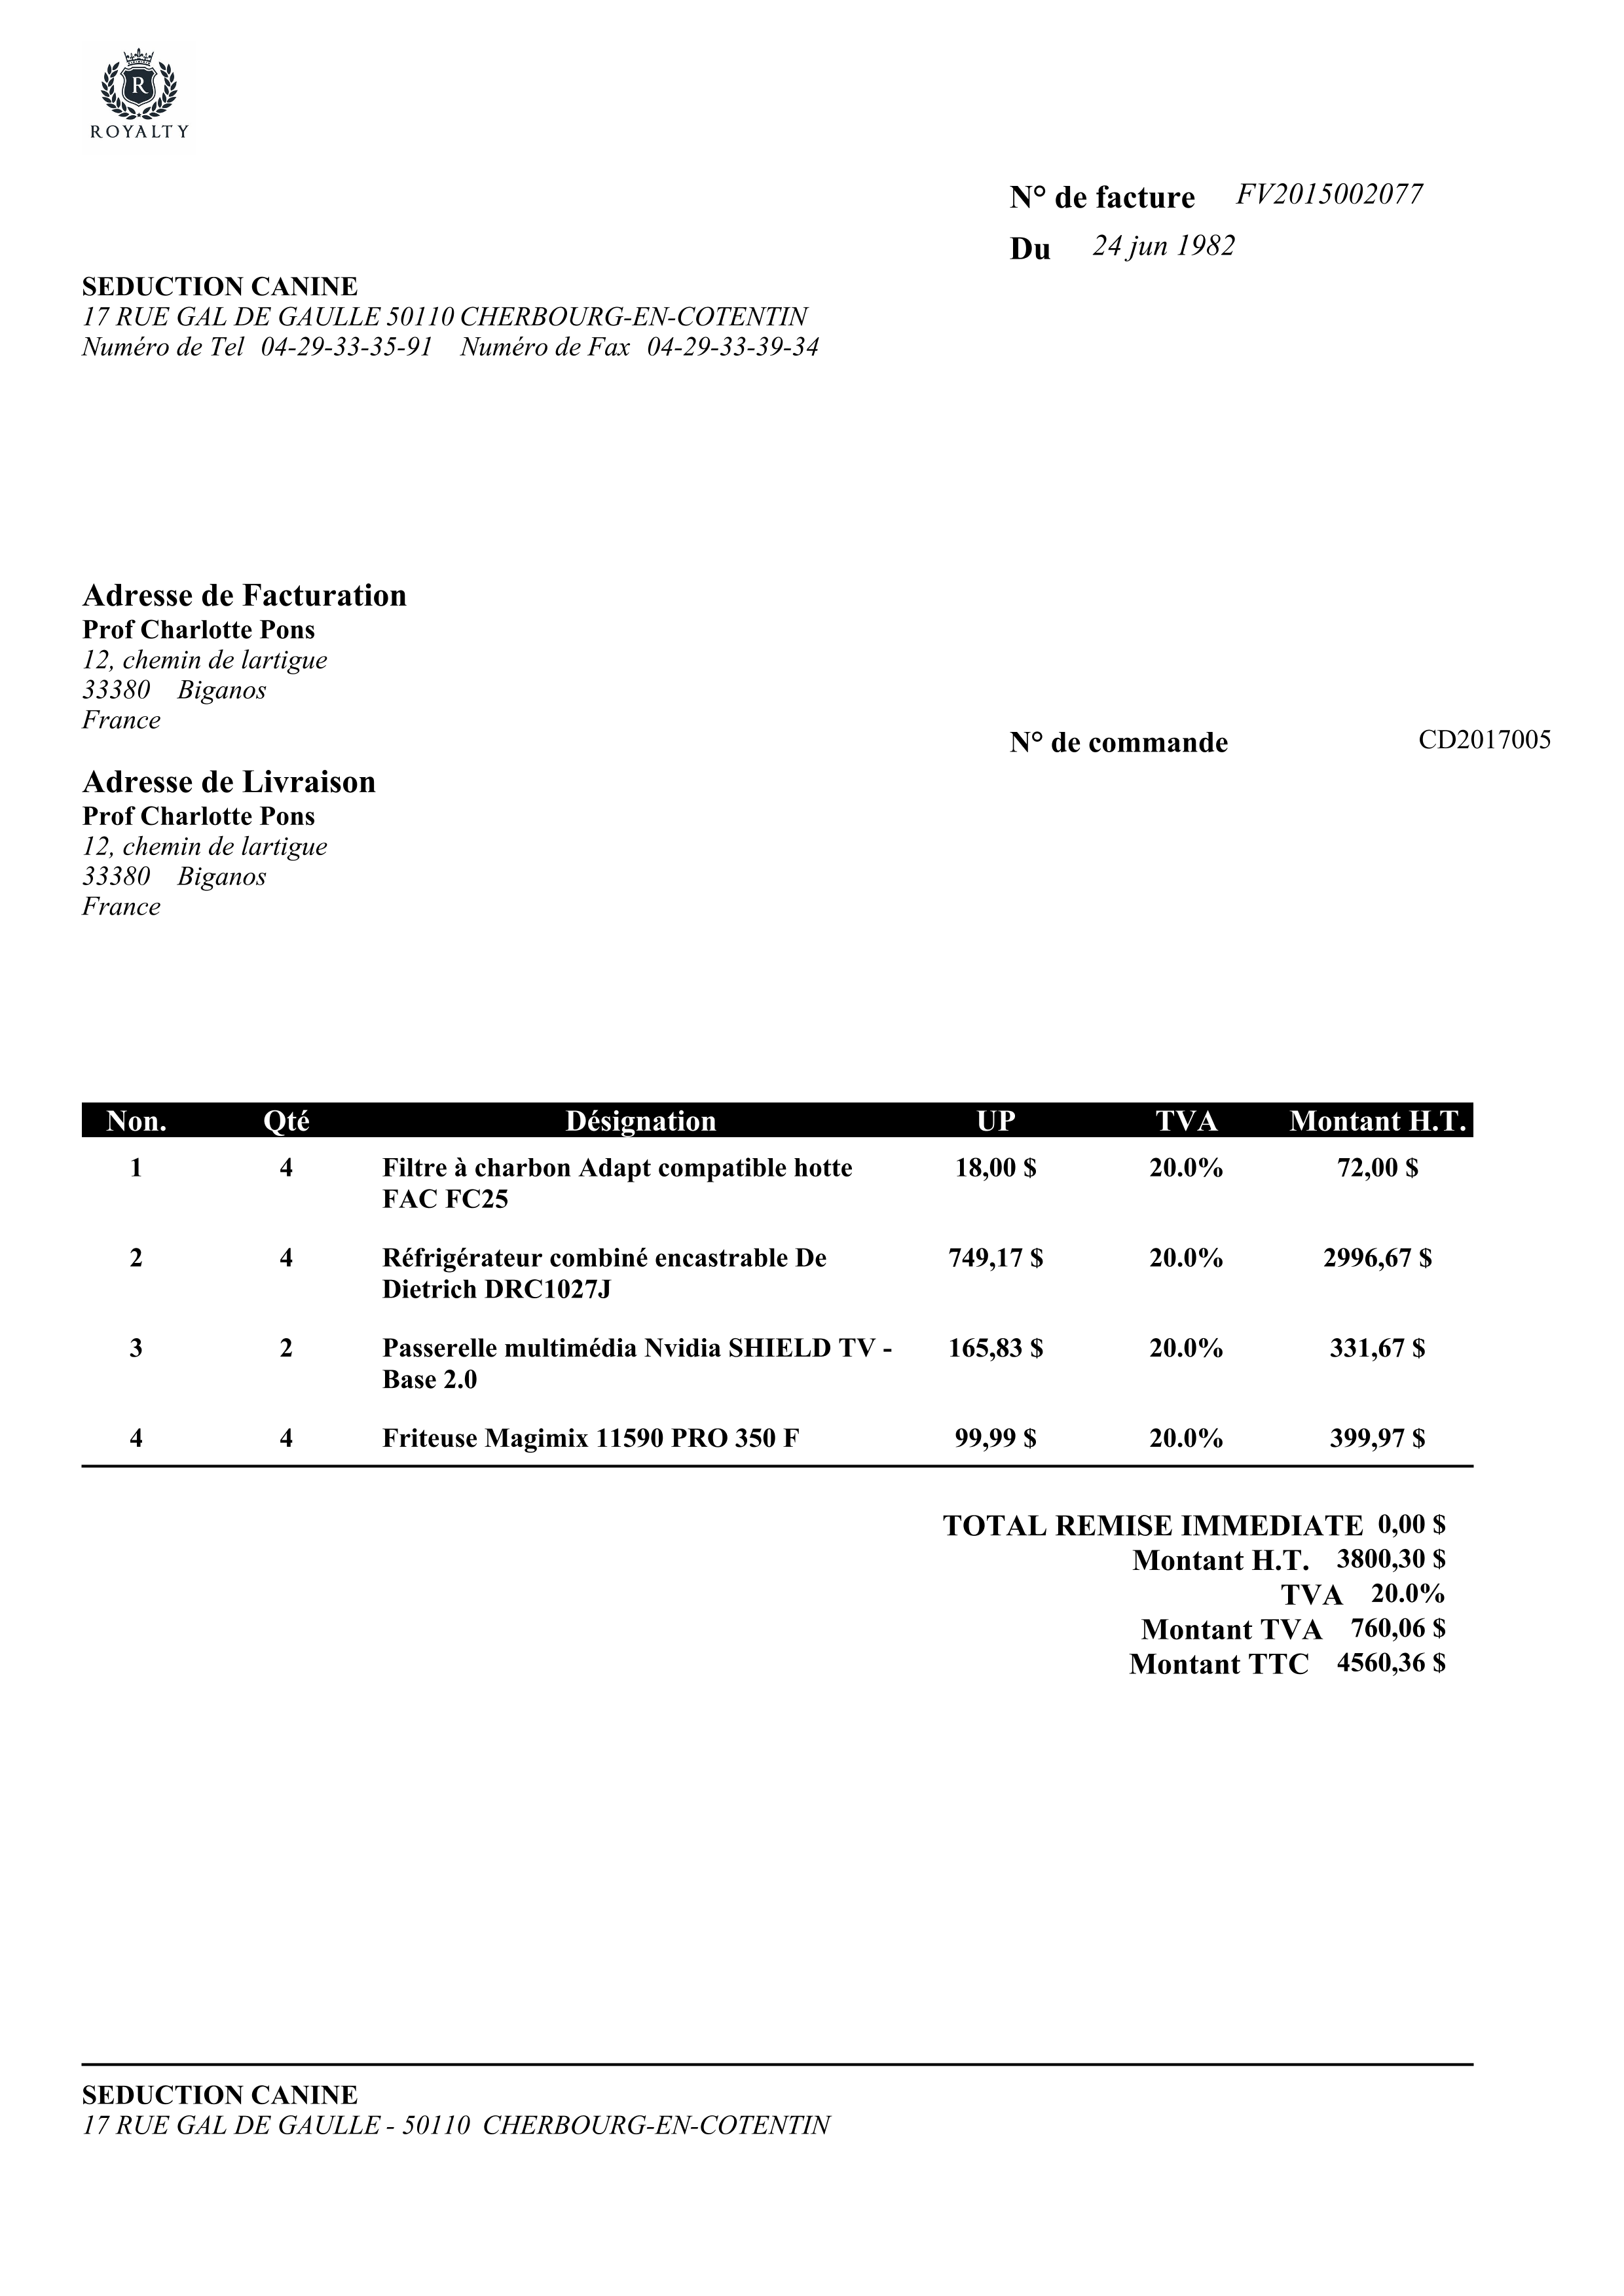 R
ROYALTY
N° de facture FV2015002077
Du 24 jun 1982
SEDUCTION CANINE
17 RUE GAL DE GAULLE 50110 CHERBOURG-EN-COTENTIN
Numéro de Tel 04-29-33-35-91 Numéro de Fax 04-29-33-39-34
Adresse de Facturation
Prof Charlotte Pons
12, chemin de lartigue
33380 Biganos
France
N° de commande CD2017005
Adresse de Livraison
Prof Charlotte Pons
12, chemin de lartigue
33380 Biganos
France
Non. Qté Désignation UP TVA Montant H.T.
1 4 Filtre à charbon Adapt compatible hotte 18,00 $ 20.0% 72,00 $
FAC FC25
2 4 Réfrigérateur combiné encastrable De 749,17 $ 20.0% 2996,67 $
Dietrich DRC1027J
3 2 Passerelle multimédia Nvidia SHIELD TV - 165,83 $ 20.0% 331,67 $
Base 2.0
4 4 Friteuse Magimix 11590 PRO 350 F 99,99 $ 20.0% 399,97 $
TOTAL REMISE IMMEDIATE 0,00 $
Montant H.T. 3800,30 $
TVA 20.0%
Montant TVA 760,06 $
Montant TTC 4560,36 $
SEDUCTION CANINE
17 RUE GAL DE GAULLE - 50110 CHERBOURG-EN-COTENTIN